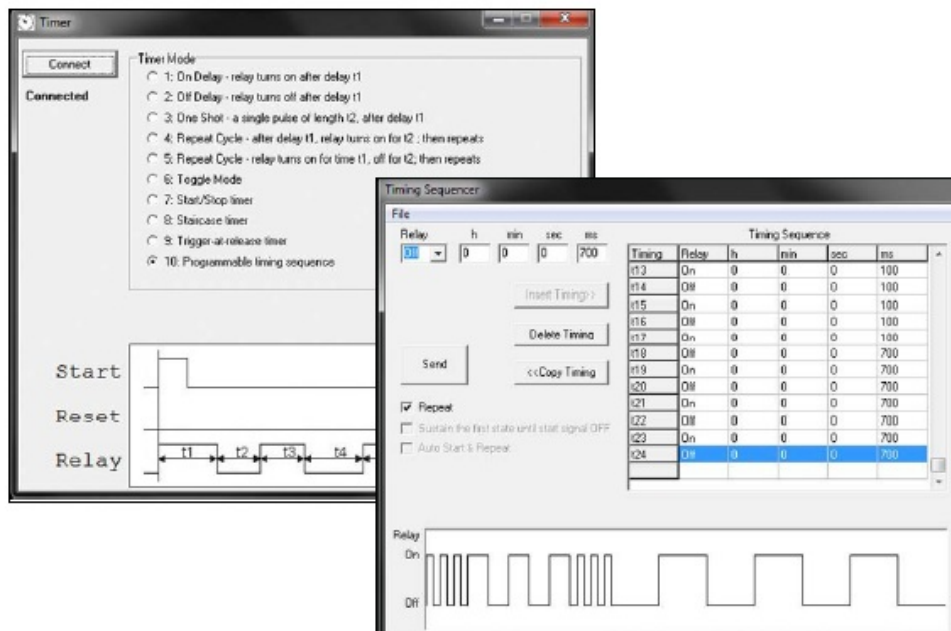 Timer
Connect
Connected
Timer Mode
1: On Delay - relay turns on after delay t1
2: Off Delay - relay turns off after delay t1
3: One Shot - a single pulse of length t2, after delay t1
4: Repeat Cycle - after delay t1, relay turns on for t2 ; then repeats
5: Repeat Cycle - relay turns on for time t1, off for t2; then repeats
6: Toggle Mode
7: Start/Stop timer
8: Staircase timer
9: Trigger-at-release timer
10: Programmable timing sequence
Start
Reset
Relay
t1 t2 t3 t4
Timing Sequencer
File
Relay h min sec ms
Off 0 0 0 700
Insert Timing>>
Delete Timing
Send
<<Copy Timing
Repeat
Sustain the first state until start signal OFF
Auto Start & Repeat
Timing Sequence
Timing Relay h min sec ms
t13 On 0 0 0 100
t14 Off 0 0 0 100
t15 On 0 0 0 100
t16 Off 0 0 0 100
t17 On 0 0 0 100
t18 Off 0 0 0 700
t19 On 0 0 0 700
t20 Off 0 0 0 700
t21 On 0 0 0 700
t22 Off 0 0 0 700
t23 On 0 0 0 700
t24 Off 0 0 0 700
Relay
On
Off